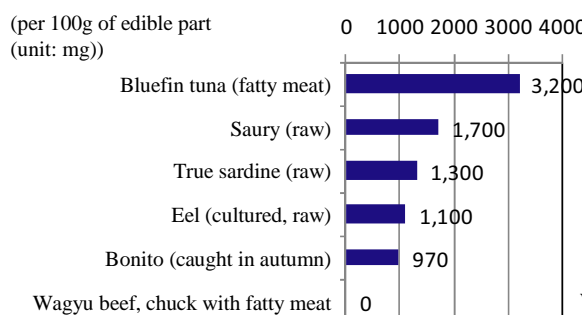 (per 100g of edible part
(unit: mg))
0 1000 2000 3000 4000
Bluefin tuna (fatty meat) 3,200
Saury (raw) 1,700
True sardine (raw) 1,300
Eel (cultured, raw) 1,100
Bonito (caught in autumn) 970
Wagyu beef, chuck with fatty meat 0